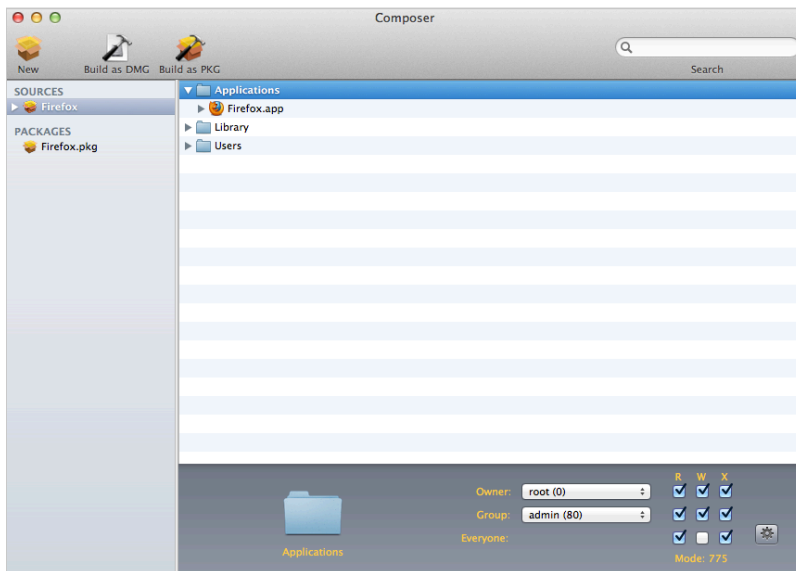 Composer
New
Build as DMG
Build as PKG
Search
SOURCES
Firefox
PACKAGES
Firefox.pkg
Applications
Firefox.app
Library
Users
R W X
Owner: root (0)
Group: admin (80)
Everyone:
Applications
Mode: 775